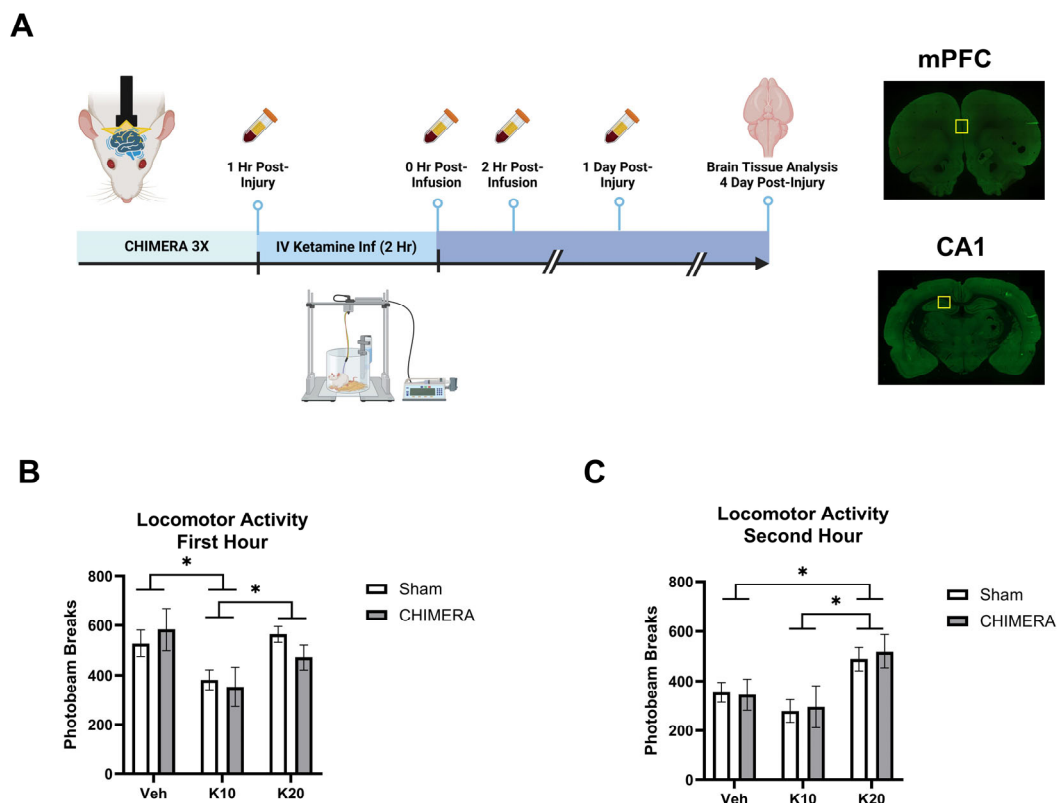 A
mPFC
1 Hr Post-
Injury
0 Hr Post-
Infusion
2 Hr Post-
Infusion
1 Day Post-
Injury
Brain Tissue Analysis
4 Day Post-Injury
CHIMERA 3X
IV Ketamine Inf (2 Hr)
CA1
B
Locomotor Activity
First Hour
Photobeam Breaks
800
600
400
200
0
*
*
Veh
K10
K20
Sham
CHIMERA
C
Locomotor Activity
Second Hour
Photobeam Breaks
800
600
400
200
0
*
*
Veh
K10
K20
Sham
CHIMERA